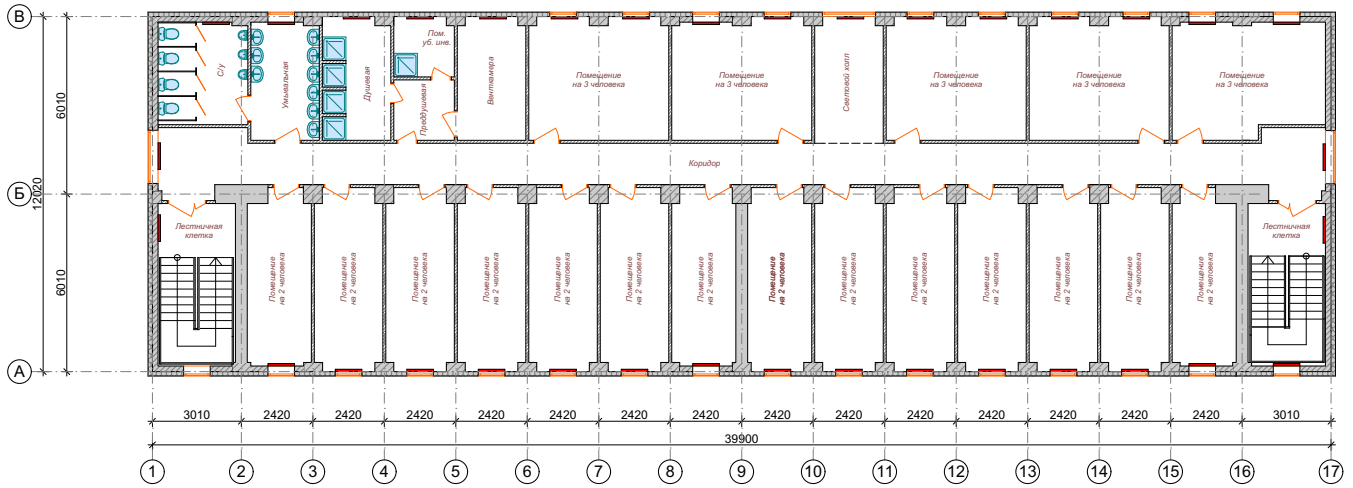 В
Б
А
6010
12020
6010
С/у
Умывальная
Душевая
Пом.
уб. инв.
Преддушевая
Венткамера
Помещение
на 3 человека
Помещение
на 3 человека
Световой холл
Помещение
на 3 человека
Помещение
на 3 человека
Помещение
на 3 человека
Коридор
Лестничная
клетка
Помещение
на 2 человека
Помещение
на 2 человека
Помещение
на 2 человека
Помещение
на 2 человека
Помещение
на 2 человека
Помещение
на 2 человека
Помещение
на 2 человека
Помещение
на 2 человека
Помещение
на 2 человека
Помещение
на 2 человека
Помещение
на 2 человека
Помещение
на 2 человека
Помещение
на 2 человека
Помещение
на 2 человека
Лестничная
клетка
3010 2420 2420 2420 2420 2420 2420 2420 2420 2420 2420 2420 2420 2420 2420 3010
39900
1 2 3 4 5 6 7 8 9 10 11 12 13 14 15 16 17